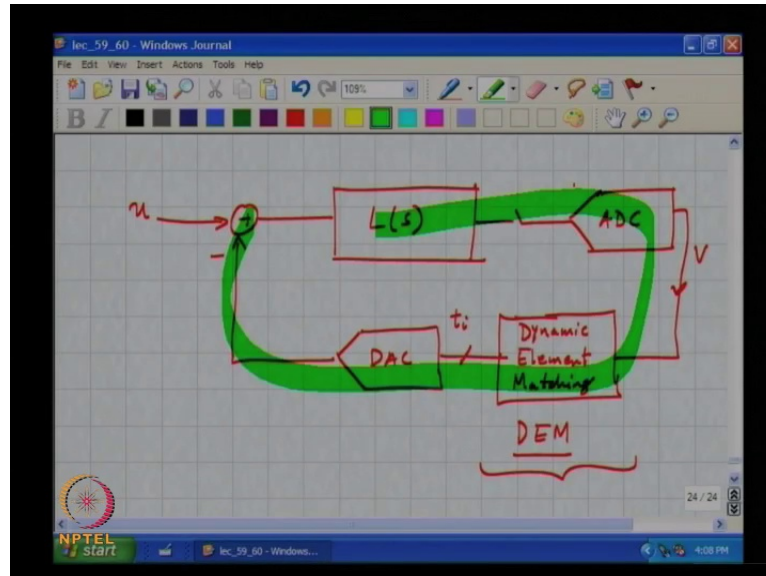 lec_59_60 - Windows Journal
File Edit View Insert Actions Tools Help
109%
B I
u
+
L(s)
ADC
-
V
ti
DAC
Dynamic
Element
Matching
DEM
24 / 24
NPTEL
start
lec_59_60 - Windows...
4:08 PM